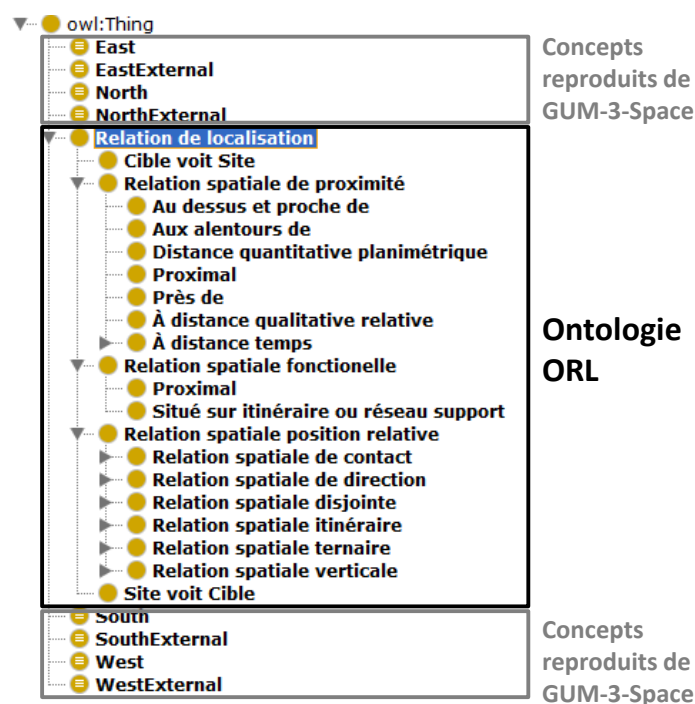 owl:Thing
East
EastExternal
North
NorthExternal
Concepts
reproduits de
GUM-3-Space
Relation de localisation
Cible voit Site
Relation spatiale de proximité
Au dessus et proche de
Aux alentours de
Distance quantitative planimétrique
Proximal
Près de
À distance qualitative relative
À distance temps
Relation spatiale fonctionelle
Proximal
Situé sur itinéraire ou réseau support
Relation spatiale position relative
Relation spatiale de contact
Relation spatiale de direction
Relation spatiale disjointe
Relation spatiale itinéraire
Relation spatiale ternaire
Relation spatiale verticale
Site voit Cible
Ontologie
ORL
South
SouthExternal
West
WestExternal
Concepts
reproduits de
GUM-3-Space